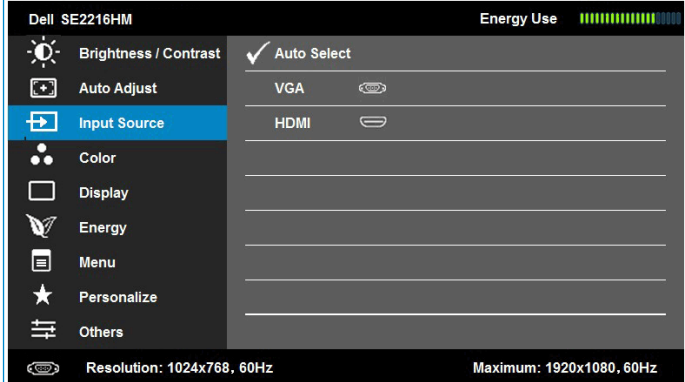 Dell SE2216HM Energy Use
Brightness / Contrast Auto Select
Auto Adjust VGA
Input Source HDMI
Color
Display
Energy
Menu
Personalize
Others
Resolution: 1024x768, 60Hz Maximum: 1920x1080, 60Hz